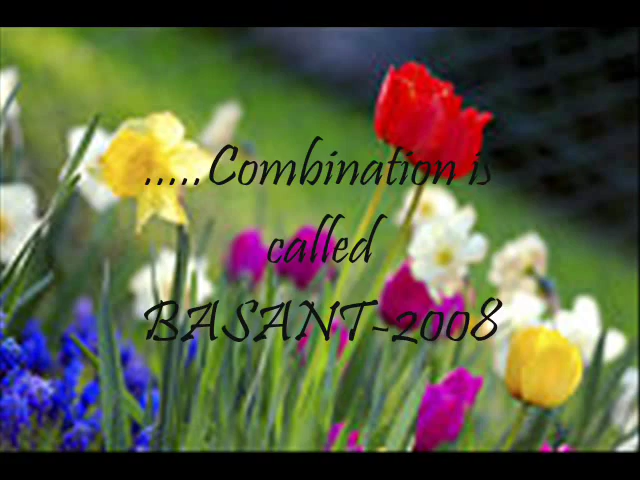 .....Combination is
called
BASANT-2008